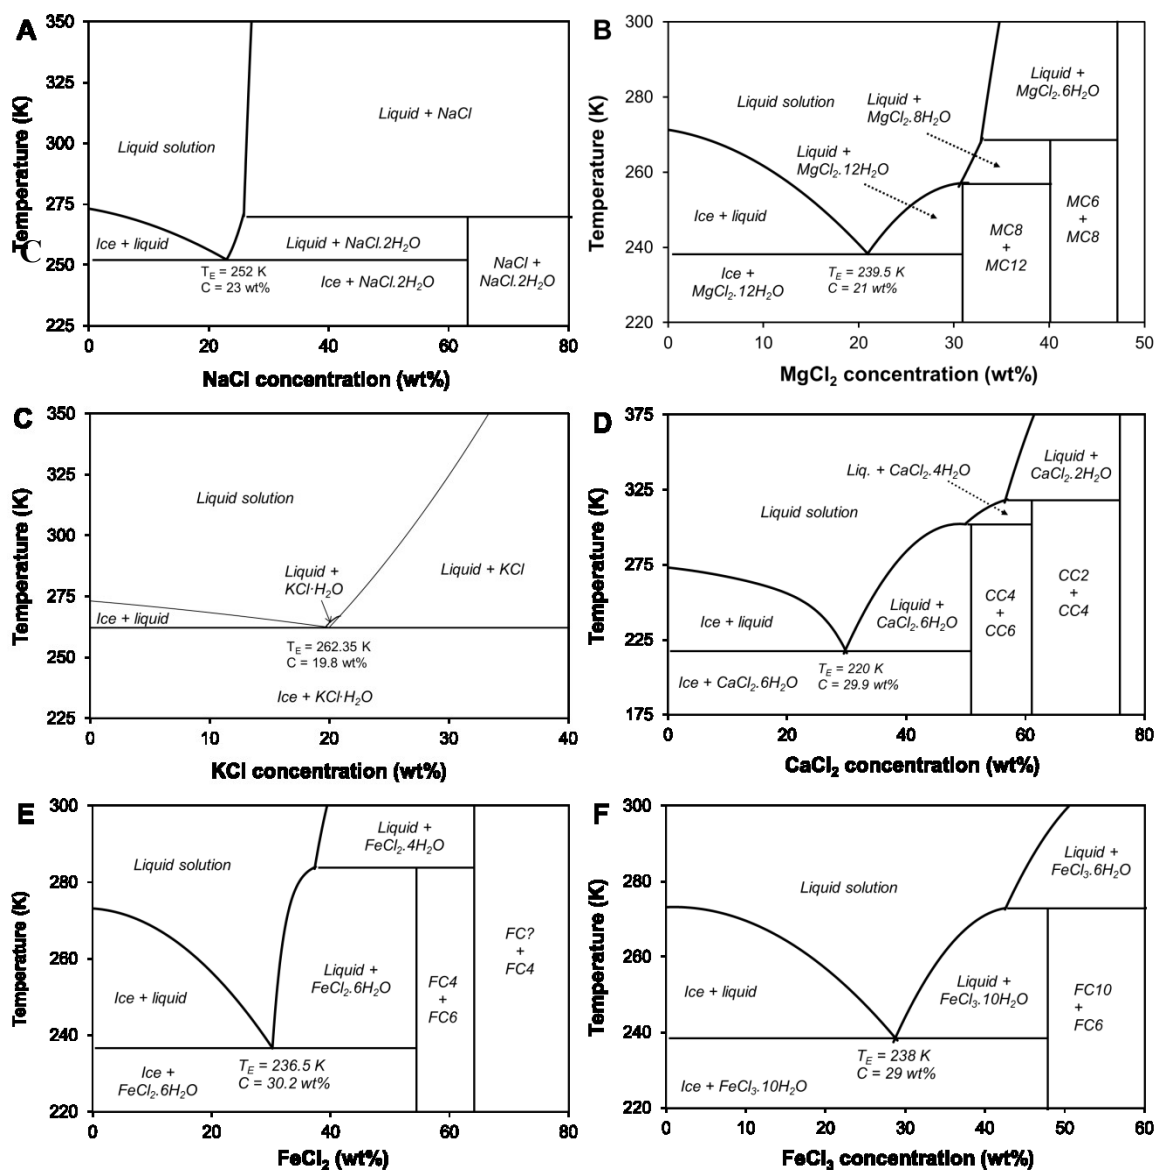 A
350
325
300
275
250
225
Temperature (K)
C
Liquid solution
Liquid + NaCl
Ice + liquid
Liquid + NaCl.2H₂O
T_E = 252 K
C = 23 wt%
Ice + NaCl.2H₂O
NaCl +
NaCl.2H₂O
0 20 40 60 80
NaCl concentration (wt%)
B
300
280
260
240
220
Temperature (K)
Liquid solution
Liquid +
MgCl₂.6H₂O
Liquid +
MgCl₂.8H₂O
Liquid +
MgCl₂.12H₂O
Ice + liquid
MC8
+
MC12
MC6
+
MC8
Ice +
MgCl₂.12H₂O
T_E = 239.5 K
C = 21 wt%
0 10 20 30 40 50
MgCl₂ concentration (wt%)
C
350
325
300
275
250
225
Temperature (K)
Liquid solution
Liquid +
KCl·H₂O
Liquid + KCl
Ice + liquid
T_E = 262.35 K
C = 19.8 wt%
Ice + KCl·H₂O
0 10 20 30 40
KCl concentration (wt%)
D
375
325
275
225
175
Temperature (K)
Liquid solution
Liq. + CaCl₂.4H₂O
Liquid +
CaCl₂.2H₂O
Ice + liquid
Liquid +
CaCl₂.6H₂O
CC4
+
CC6
CC2
+
CC4
Ice + CaCl₂.6H₂O
T_E = 220 K
C = 29.9 wt%
0 20 40 60 80
CaCl₂ concentration (wt%)
E
300
280
260
240
220
Temperature (K)
Liquid solution
Liquid +
FeCl₂.4H₂O
Ice + liquid
Liquid +
FeCl₂.6H₂O
FC4
+
FC6
FC?
+
FC4
Ice +
FeCl₂.6H₂O
T_E = 236.5 K
C = 30.2 wt%
0 20 40 60 80
FeCl₂ (wt%)
F
300
280
260
240
220
Temperature (K)
Liquid solution
Liquid +
FeCl₃.6H₂O
Ice + liquid
Liquid +
FeCl₃.10H₂O
FC10
+
FC6
Ice + FeCl₃.10H₂O
T_E = 238 K
C = 29 wt%
0 10 20 30 40 50 60
FeCl₃ concentration (wt%)